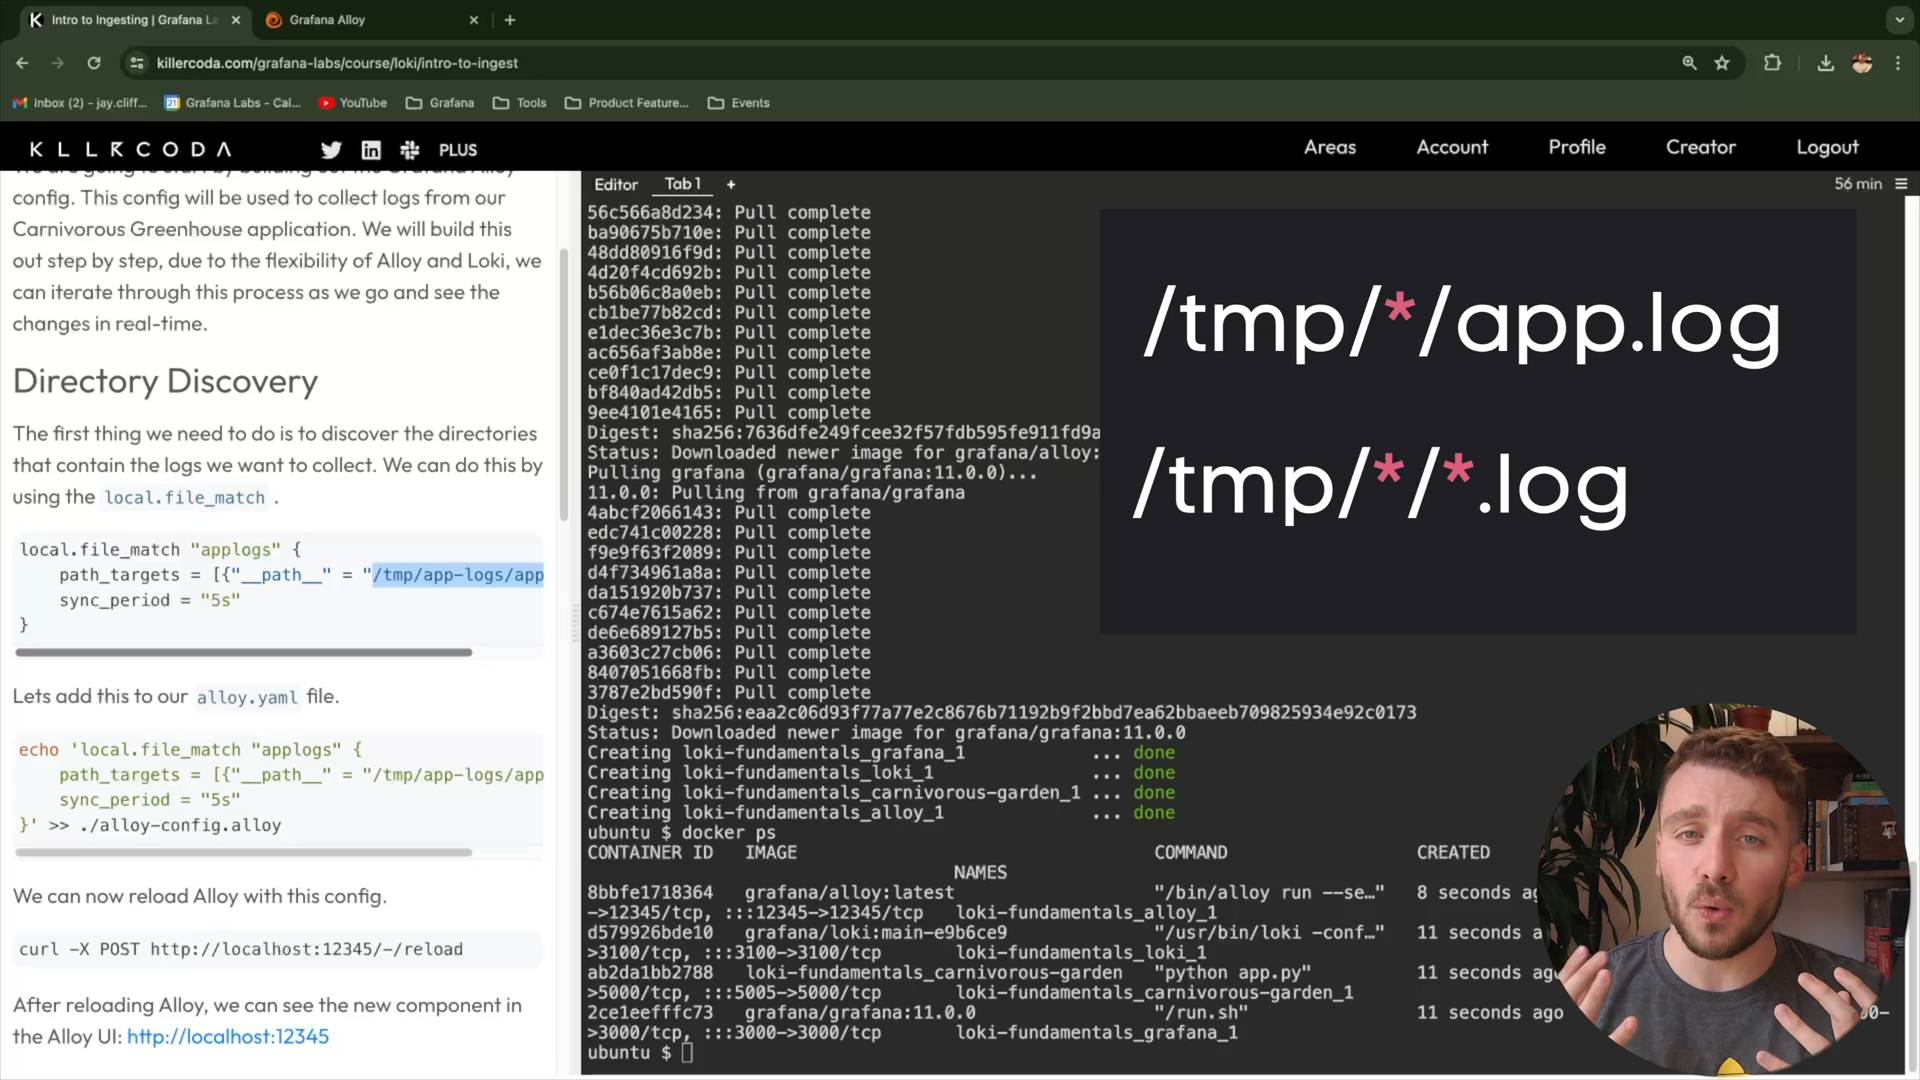 Intro to Ingesting | Grafana La
Grafana Alloy
killercoda.com/grafana-labs/course/loki/intro-to-ingest
Inbox (2) – jay.cliff...
Grafana Labs - Cal...
YouTube
Grafana
Tools
Product Feature...
Events
KLLRCODA
PLUS
Areas
Account
Profile
Creator
Logout
config. This config will be used to collect logs from our
Carnivorous Greenhouse application. We will build this
out step by step, due to the flexibility of Alloy and Loki, we
can iterate through this process as we go and see the
changes in real-time.
Directory Discovery
The first thing we need to do is to discover the directories
that contain the logs we want to collect. We can do this by
using the local.file_match .
local.file_match "applogs" {
path_targets = [{"__path__" = "/tmp/app-logs/app
sync_period = "5s"
}
Lets add this to our alloy.yaml file.
echo 'local.file_match "applogs" {
path_targets = [{"__path__" = "/tmp/app-logs/app
sync_period = "5s"
}' >> ./alloy-config.alloy
We can now reload Alloy with this config.
curl -X POST http://localhost:12345/-/reload
After reloading Alloy, we can see the new component in
the Alloy UI: http://localhost:12345
Editor
Tab 1
+
56 min
56c566a8d234: Pull complete
ba90675b710e: Pull complete
48dd80916f9d: Pull complete
4d20f4cd692b: Pull complete
b56b06c8a0eb: Pull complete
cb1be77b82cd: Pull complete
e1dec36e3c7b: Pull complete
ac656af3ab8e: Pull complete
ce0f1c17dec9: Pull complete
bf840ad42db5: Pull complete
9ee4101e4165: Pull complete
Digest: sha256:7636dfe249fcee32f57fdb595fe911fd9a
Status: Downloaded newer image for grafana/alloy:
Pulling grafana (grafana/grafana:11.0.0)...
11.0.0: Pulling from grafana/grafana
4abcf2066143: Pull complete
edc741c00228: Pull complete
f9e9f63f2089: Pull complete
d4f734961a8a: Pull complete
da151920b737: Pull complete
c674e7615a62: Pull complete
de6e689127b5: Pull complete
a3603c27cb06: Pull complete
8407051668fb: Pull complete
3787e2bd590f: Pull complete
Digest: sha256:eaa2c06d93f77a77e2c8676b71192b9f2bbd7ea62bbaeeb709825934e92c0173
Status: Downloaded newer image for grafana/grafana:11.0.0
Creating loki-fundamentals_grafana_1 ... done
Creating loki-fundamentals_loki_1 ... done
Creating loki-fundamentals_carnivorous-garden_1 ... done
Creating loki-fundamentals_alloy_1 ... done
ubuntu $ docker ps
CONTAINER ID IMAGE COMMAND CREATED
NAMES
8bbfe1718364 grafana/alloy:latest "/bin/alloy run --se…" 8 seconds ag
->12345/tcp, :::12345->12345/tcp loki-fundamentals_alloy_1
d579926bde10 grafana/loki:main-e9b6ce9 "/usr/bin/loki -conf…" 11 seconds a
>3100/tcp, :::3100->3100/tcp loki-fundamentals_loki_1
ab2da1bb2788 loki-fundamentals_carnivorous-garden "python app.py" 11 seconds ago
>5000/tcp, :::5005->5000/tcp loki-fundamentals_carnivorous-garden_1
2ce1eefffc73 grafana/grafana:11.0.0 "/run.sh" 11 seconds ago
>3000/tcp, :::3000->3000/tcp loki-fundamentals_grafana_1
ubuntu $
/tmp/*/app.log
/tmp/*/*.log